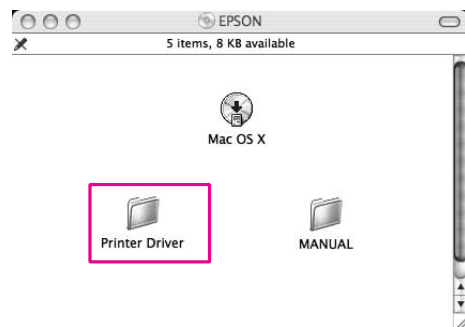 EPSON
5 items, 8 KB available
Mac OS X
Printer Driver
MANUAL